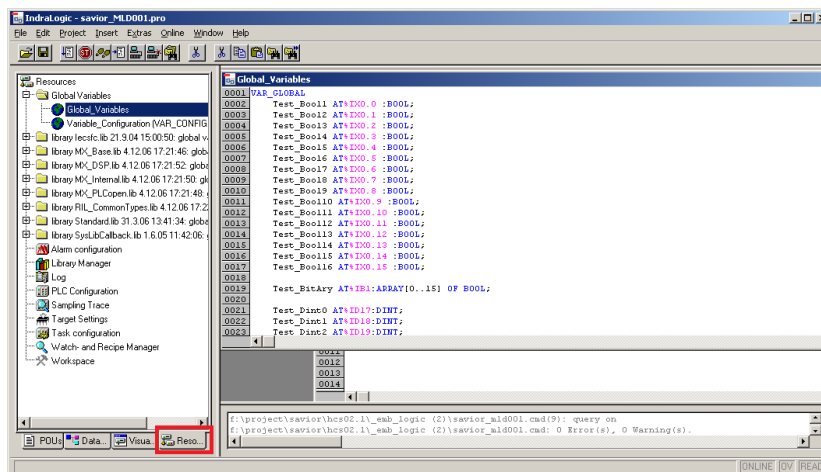 IndraLogic - savior_MLD001.pro
File Edit Project Insert Extras Online Window Help
Resources
Global Variables
Global_Variables
Variable_Configuration (VAR_CONFIG
library Iecsfc.lib 21.9.04 15:00:50: global va
library MX_Base.lib 4.12.06 17:21:46: globa
library MX_DSP.lib 4.12.06 17:21:52: globa
library MX_Internal.lib 4.12.06 17:21:50: glo
library MX_PLCopen.lib 4.12.06 17:21:48:
library RIL_CommonTypes.lib 4.12.06 17:2
library Standard.lib 31.3.06 13:41:34: globa
library SysLibCallback.lib 1.6.05 11:42:06:
Alarm configuration
Library Manager
Log
PLC Configuration
Sampling Trace
Target Settings
Task configuration
Watch- and Recipe Manager
Workspace
POUs Data... Visua... Reso...
Global_Variables
0001 VAR_GLOBAL
0002 Test_Bool1 AT%IX0.0 :BOOL;
0003 Test_Bool2 AT%IX0.1 :BOOL;
0004 Test_Bool3 AT%IX0.2 :BOOL;
0005 Test_Bool4 AT%IX0.3 :BOOL;
0006 Test_Bool5 AT%IX0.4 :BOOL;
0007 Test_Bool6 AT%IX0.5 :BOOL;
0008 Test_Bool7 AT%IX0.6 :BOOL;
0009 Test_Bool8 AT%IX0.7 :BOOL;
0010 Test_Bool9 AT%IX0.8 :BOOL;
0011 Test_Bool10 AT%IX0.9 :BOOL;
0012 Test_Bool11 AT%IX0.10 :BOOL;
0013 Test_Bool12 AT%IX0.11 :BOOL;
0014 Test_Bool13 AT%IX0.12 :BOOL;
0015 Test_Bool14 AT%IX0.13 :BOOL;
0016 Test_Bool15 AT%IX0.14 :BOOL;
0017 Test_Bool16 AT%IX0.15 :BOOL;
0018
0019 Test_BitAry AT%IB1:ARRAY[0..15] OF BOOL;
0020
0021 Test_Dint0 AT%ID17:DINT;
0022 Test_Dint1 AT%ID18:DINT;
0023 Test_Dint2 AT%ID19:DINT;
0011
0012
0013
0014
f:\project\savior\hcs02.1\_emb_logic (2)\savior_mld001.cmd(9): query on
f:\project\savior\hcs02.1\_emb_logic (2)\savior_mld001.cmd: 0 Error(s), 0 Warning(s).
ONLINE OV READ